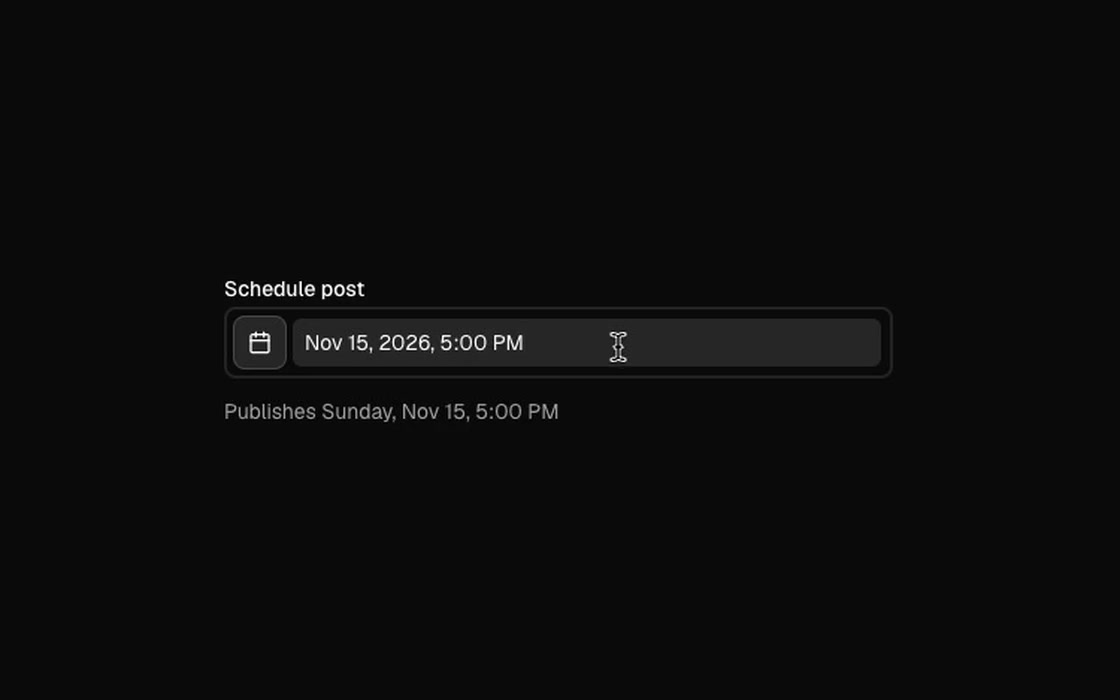 Schedule post
Nov 15, 2026, 5:00 PM
Publishes Sunday, Nov 15, 5:00 PM